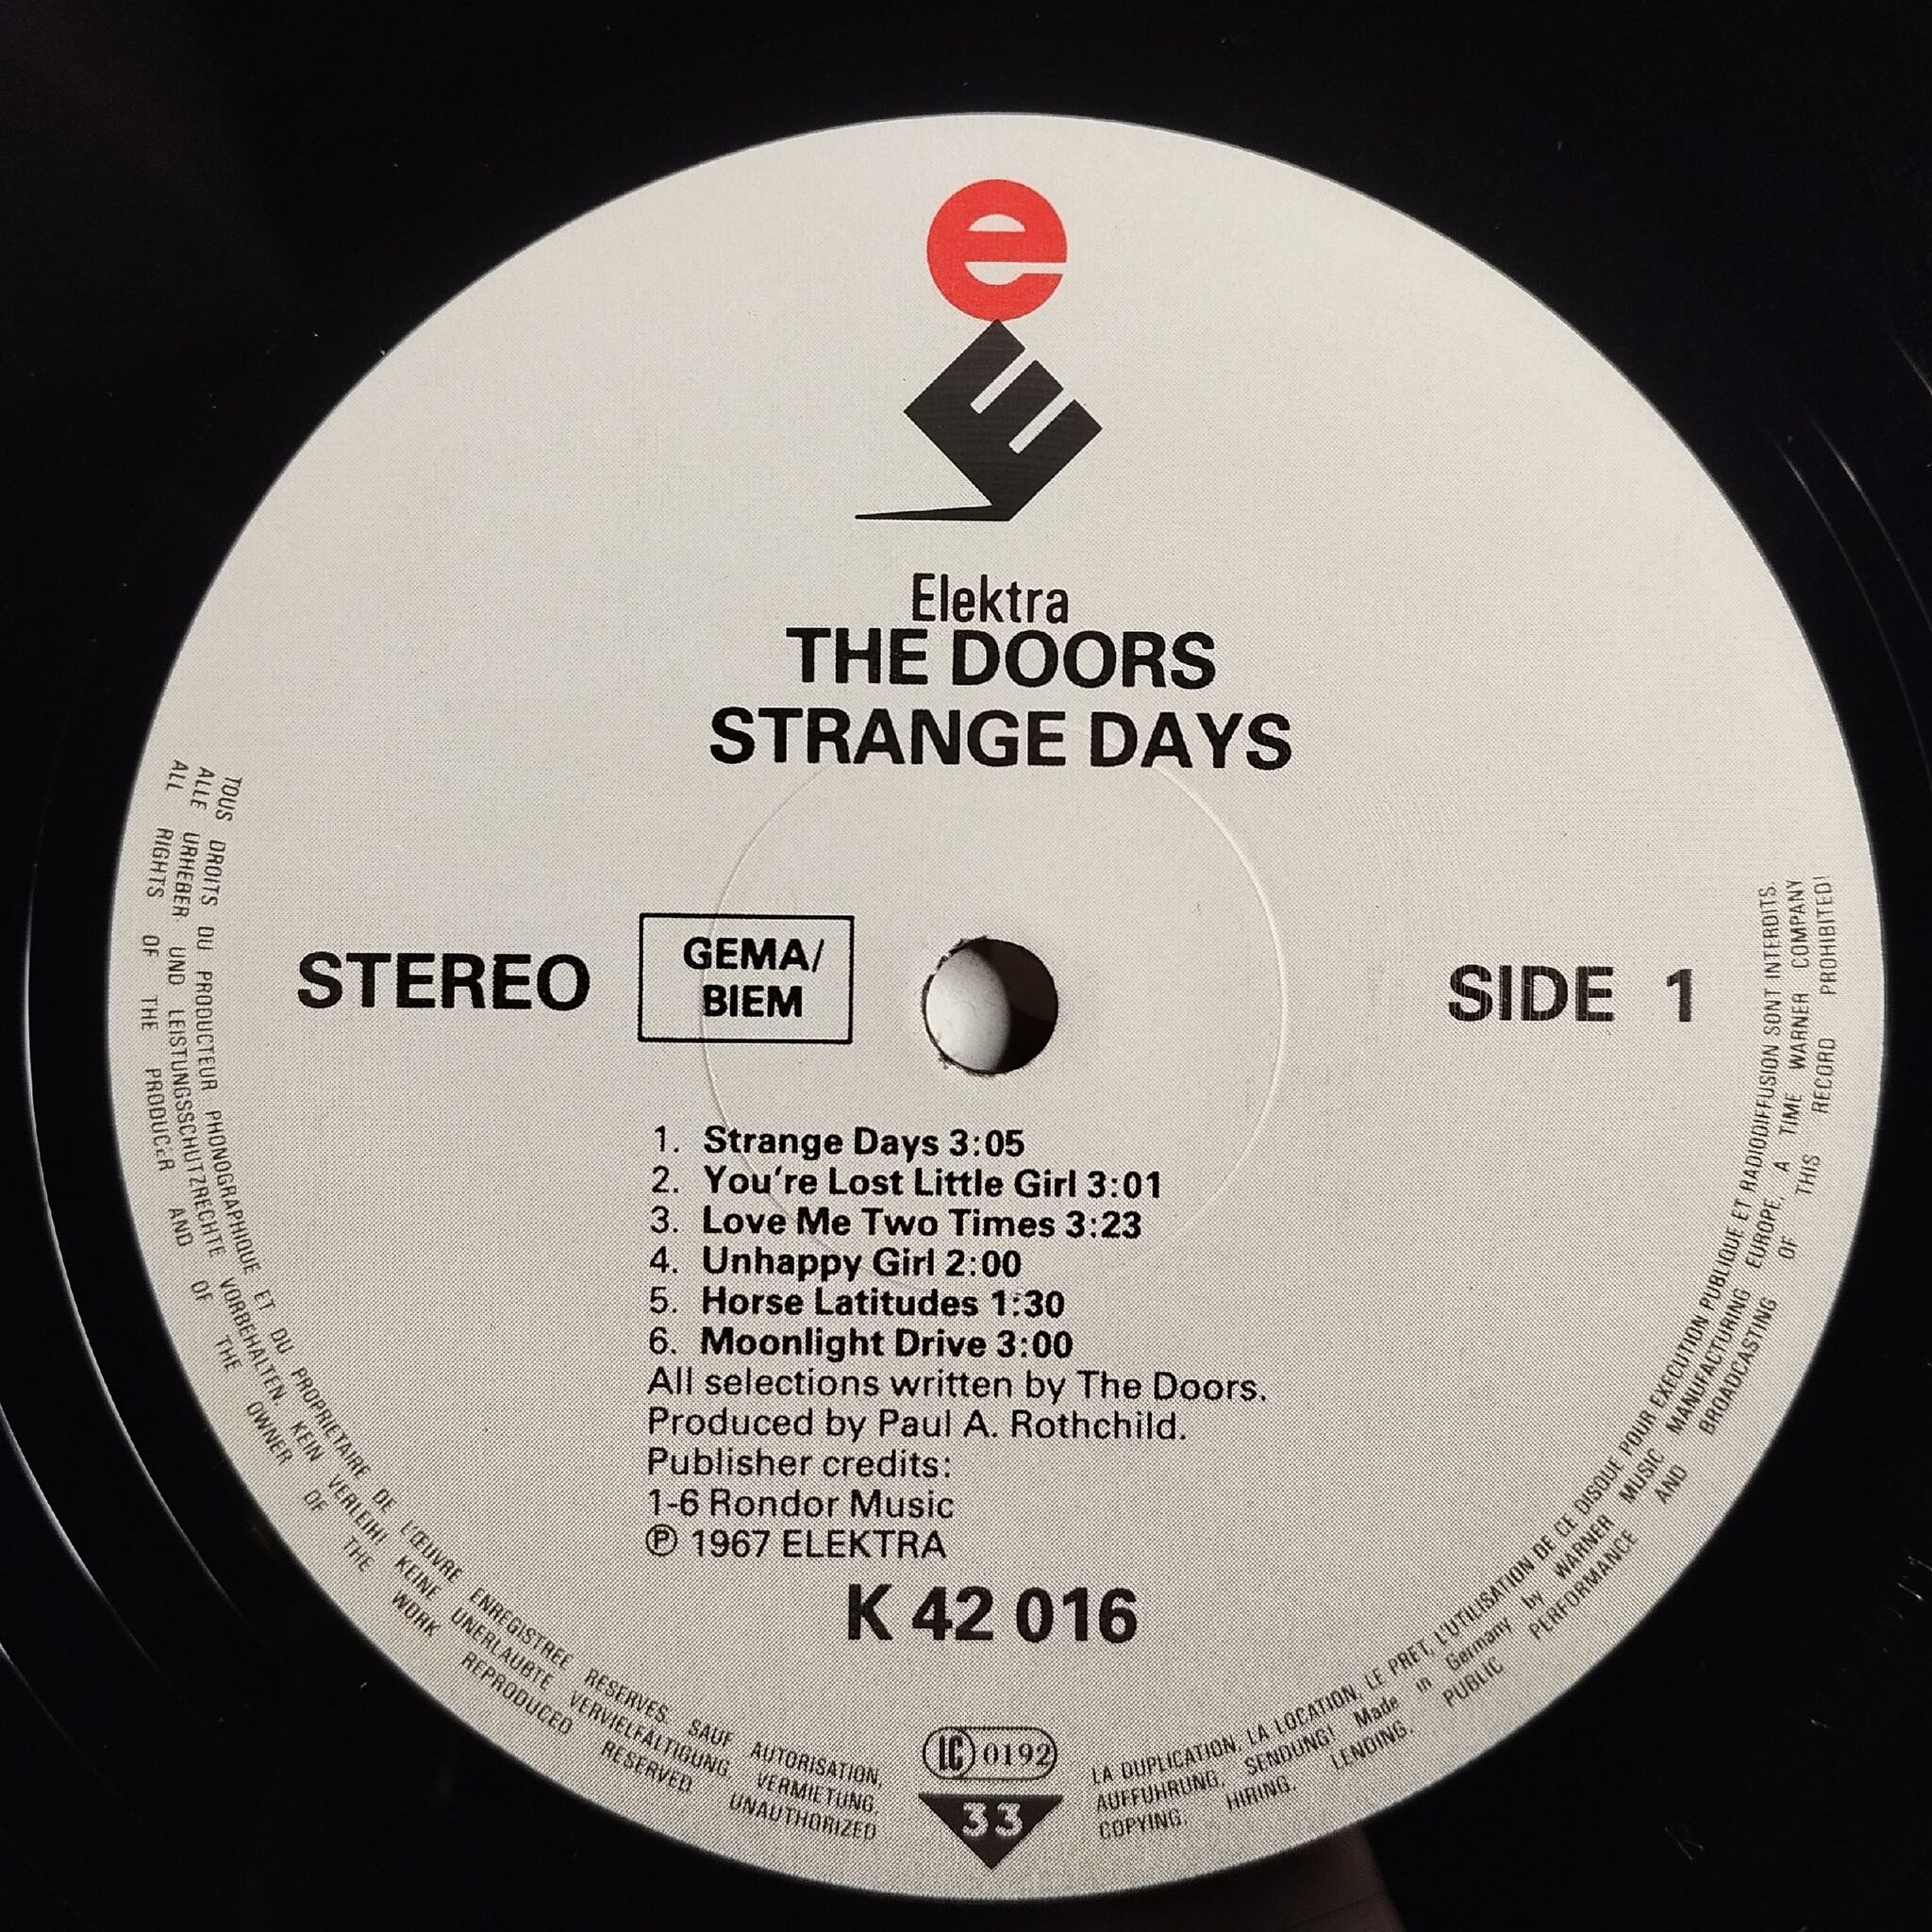 e
E
Elektra
THE DOORS
STRANGE DAYS
STEREO
GEMA/
BIEM
SIDE 1
1. Strange Days 3:05
2. You're Lost Little Girl 3:01
3. Love Me Two Times 3:23
4. Unhappy Girl 2:00
5. Horse Latitudes 1:30
6. Moonlight Drive 3:00
All selections written by The Doors.
Produced by Paul A. Rothchild.
Publisher credits:
1-6 Rondor Music
℗ 1967 ELEKTRA
K 42 016
LC 0192
33
TOUS DROITS DU PRODUCTEUR PHONOGRAPHIQUE ET DU PROPRIETAIRE DE L'ŒUVRE ENREGISTREE RESERVES. SAUF AUTORISATION, LA DUPLICATION, LA LOCATION, LE PRET, L'UTILISATION DE CE DISQUE POUR EXECUTION PUBLIQUE ET RADIODIFFUSION SONT INTERDITS.
ALLE URHEBER UND LEISTUNGSSCHUTZRECHTE VORBEHALTEN. KEIN VERLEIH! KEINE UNERLAUBTE VERVIELFÄLTIGUNG, VERMIETUNG, AUFFÜHRUNG, SENDUNG! Made in Germany by WARNER MUSIC MANUFACTURING EUROPE, A TIME WARNER COMPANY
ALL RIGHTS OF THE PRODUCER AND OF THE OWNER OF THE WORK REPRODUCED RESERVED. UNAUTHORIZED COPYING, HIRING, LENDING, PUBLIC PERFORMANCE AND BROADCASTING OF THIS RECORD PROHIBITED!